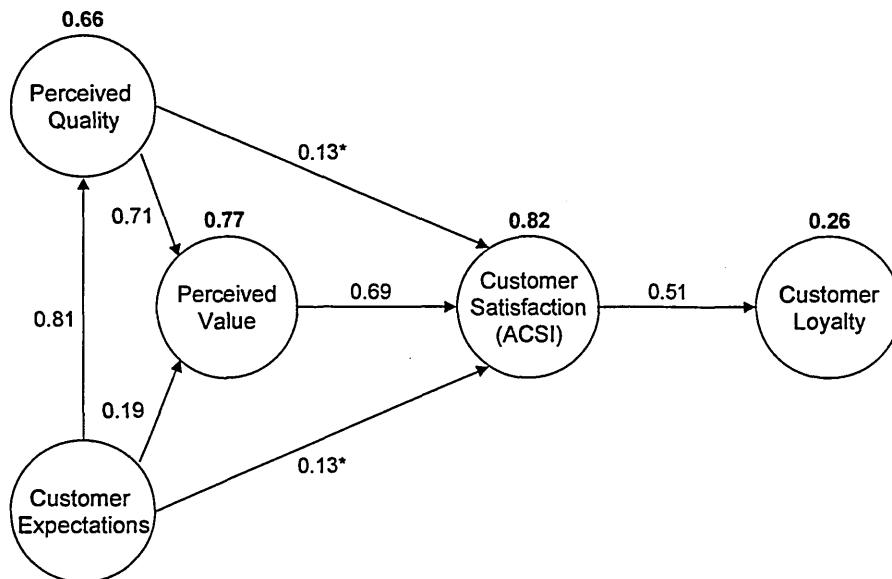 0.66
Perceived
Quality
0.13*
0.71
0.77
0.82
0.26
Perceived
Value
0.69
Customer
Satisfaction
(ACSI)
0.51
Customer
Loyalty
0.81
0.19
0.13*
Customer
Expectations